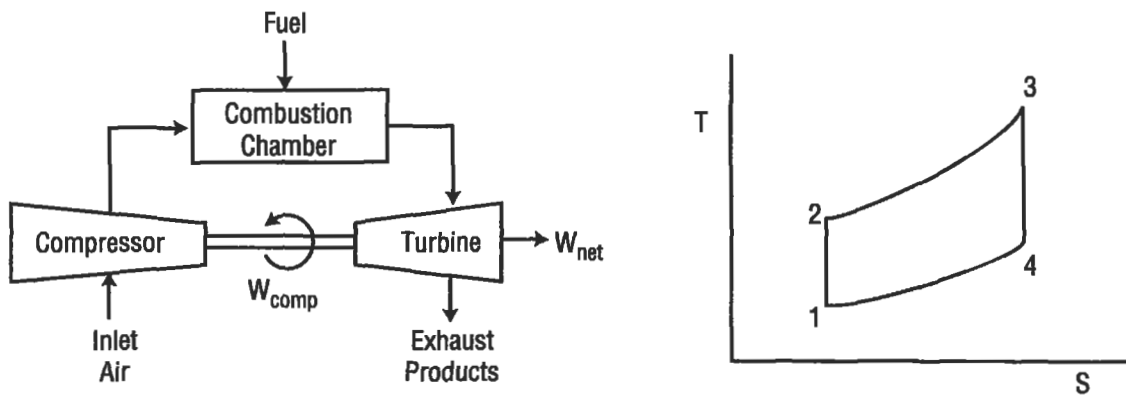 Fuel
Combustion
Chamber
Compressor
Turbine
W_net
W_comp
Inlet
Air
Exhaust
Products
T
3
2
4
1
S